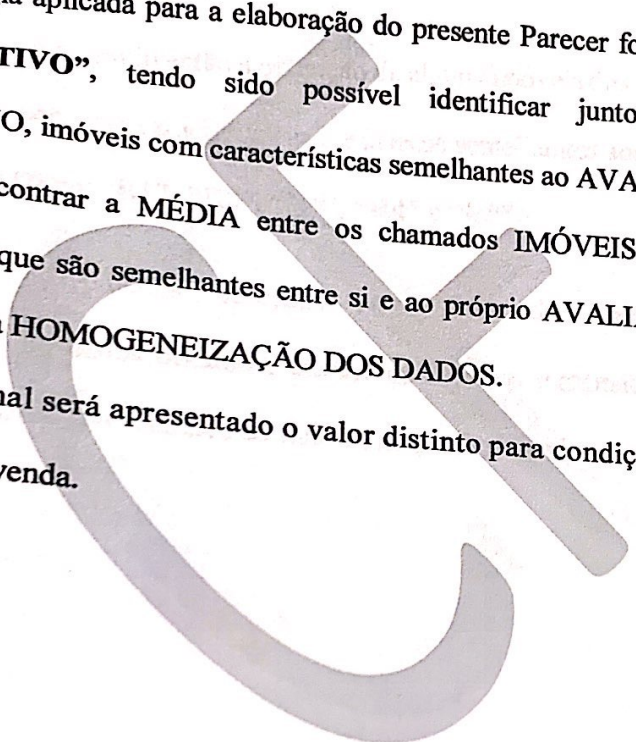 aplicada para a elaboração do presente Parecer fo
TIVO”, tendo sido possível identificar junto
O, imóveis com características semelhantes ao AVA
contrar a MÉDIA entre os chamados IMÓVEIS
que são semelhantes entre si e ao próprio AVALI
HOMOGENEIZAÇÃO DOS DADOS.
nal será apresentado o valor distinto para condiç
venda.